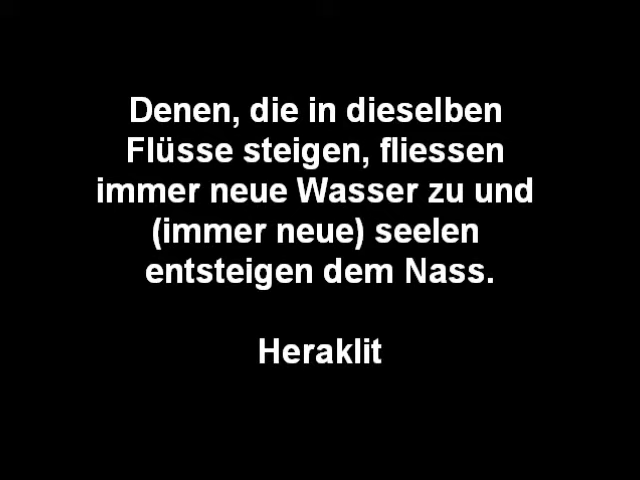 Denen, die in dieselben
Flüsse steigen, fliessen
immer neue Wasser zu und
(immer neue) seelen
entsteigen dem Nass.
Heraklit